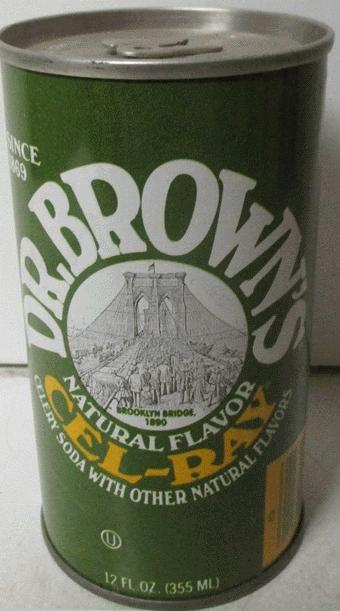 SINCE
1869
DR. BROWN'S
BROOKLYN BRIDGE,
1890
NATURAL FLAVOR
CEL-RAY
CELERY SODA WITH OTHER NATURAL FLAVORS
U
12 FL. OZ. (355 ML)